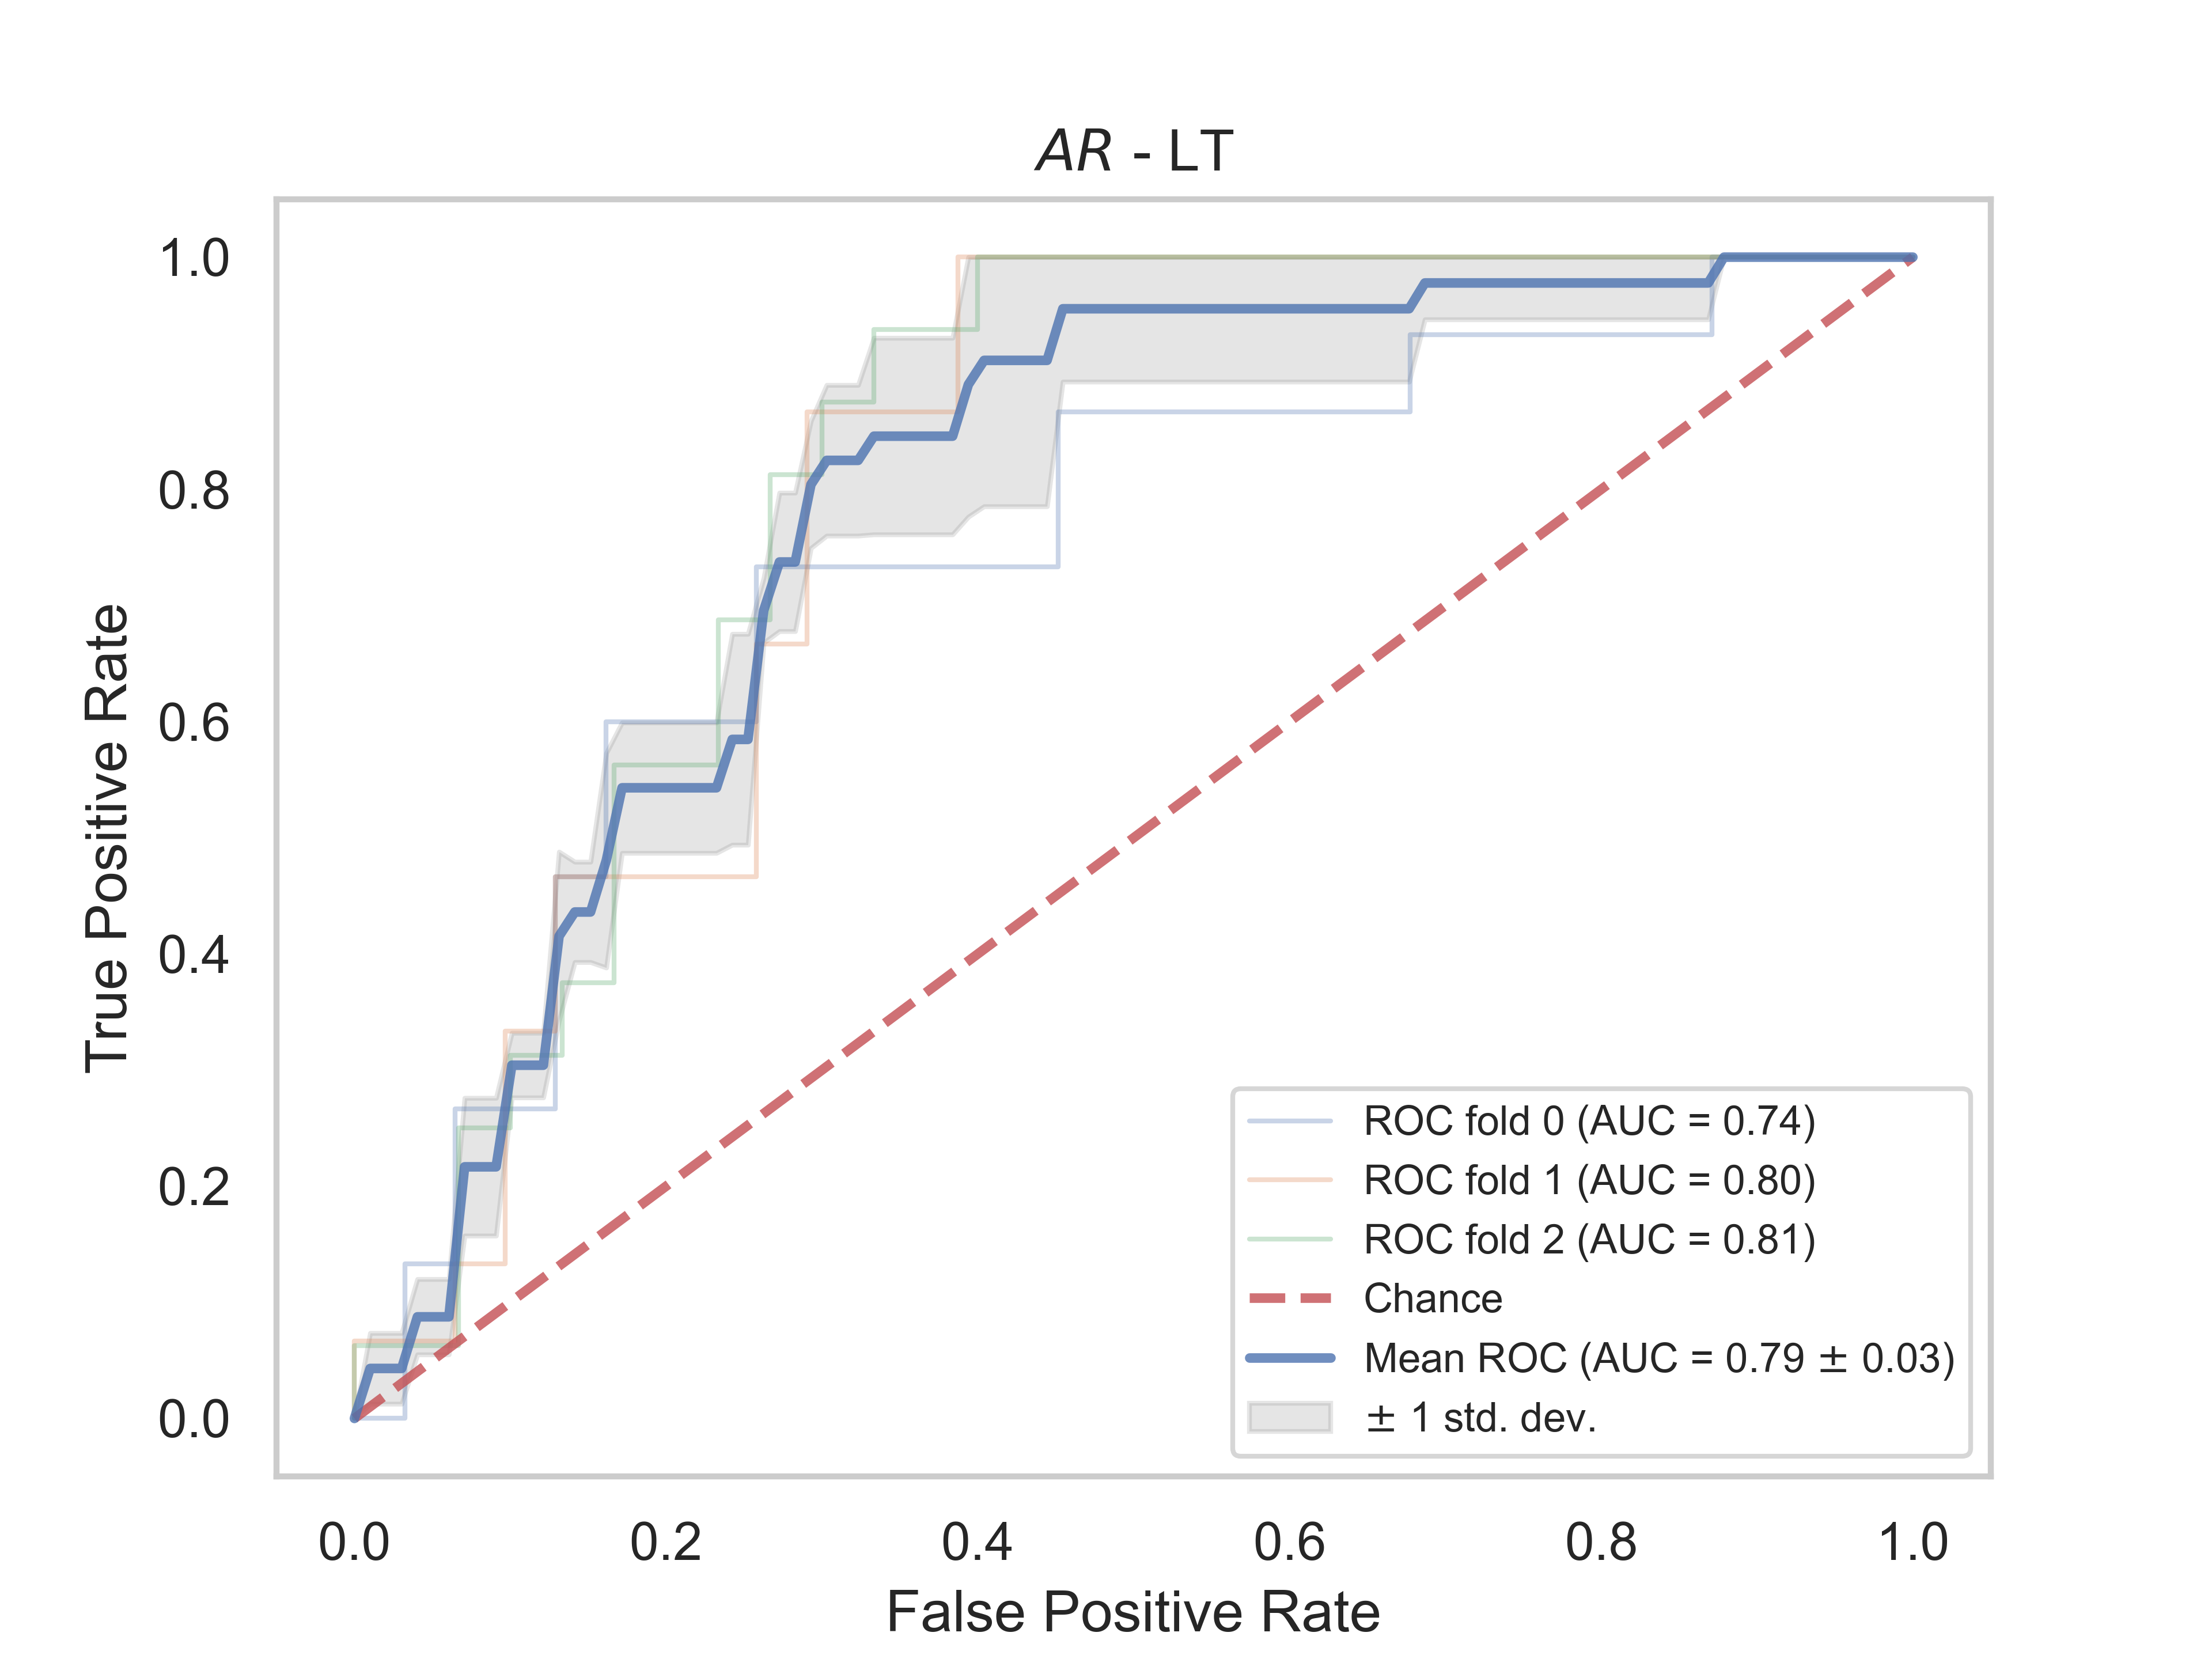 AR - LT
True Positive Rate
1.0
0.8
0.6
0.4
0.2
0.0
ROC fold 0 (AUC = 0.74)
ROC fold 1 (AUC = 0.80)
ROC fold 2 (AUC = 0.81)
Chance
Mean ROC (AUC = 0.79 ± 0.03)
± 1 std. dev.
0.0 0.2 0.4 0.6 0.8 1.0
False Positive Rate